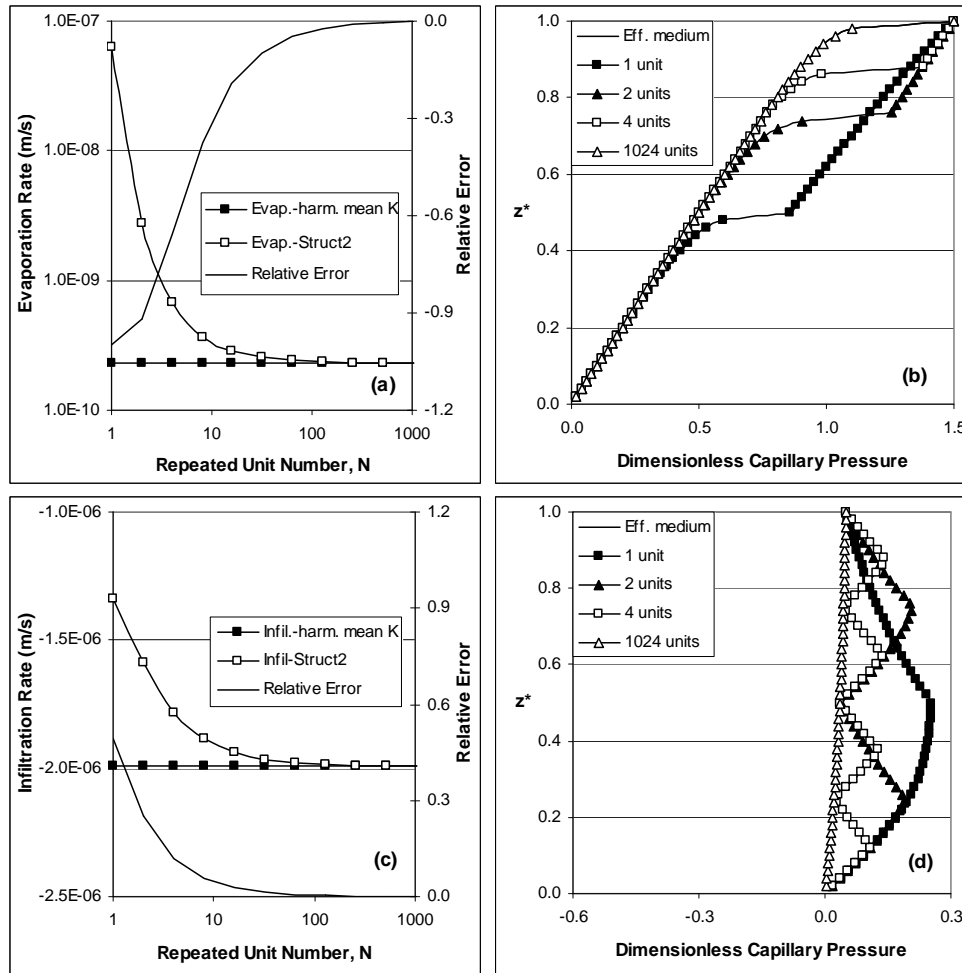 1.0E-07
1.0E-08
1.0E-09
1.0E-10
Evaporation Rate (m/s)
Evap.-harm. mean K
Evap.-Struct2
Relative Error
0.0
-0.3
-0.6
-0.9
-1.2
Relative Error
(a)
1 10 100 1000
Repeated Unit Number, N
1.0
0.8
0.6
0.4
0.2
0.0
z*
Eff. medium
1 unit
2 units
4 units
1024 units
(b)
0.0 0.5 1.0 1.5
Dimensionless Capillary Pressure
-1.0E-06
-1.5E-06
-2.0E-06
-2.5E-06
Infiltration Rate (m/s)
Infil.-harm. mean K
Infil-Struct2
Relative Error
1.2
0.9
0.6
0.3
0.0
Relative Error
(c)
1 10 100 1000
Repeated Unit Number, N
1.0
0.8
0.6
0.4
0.2
0.0
z*
Eff. medium
1 unit
2 units
4 units
1024 units
(d)
-0.6 -0.3 0.0 0.3
Dimensionless Capillary Pressure